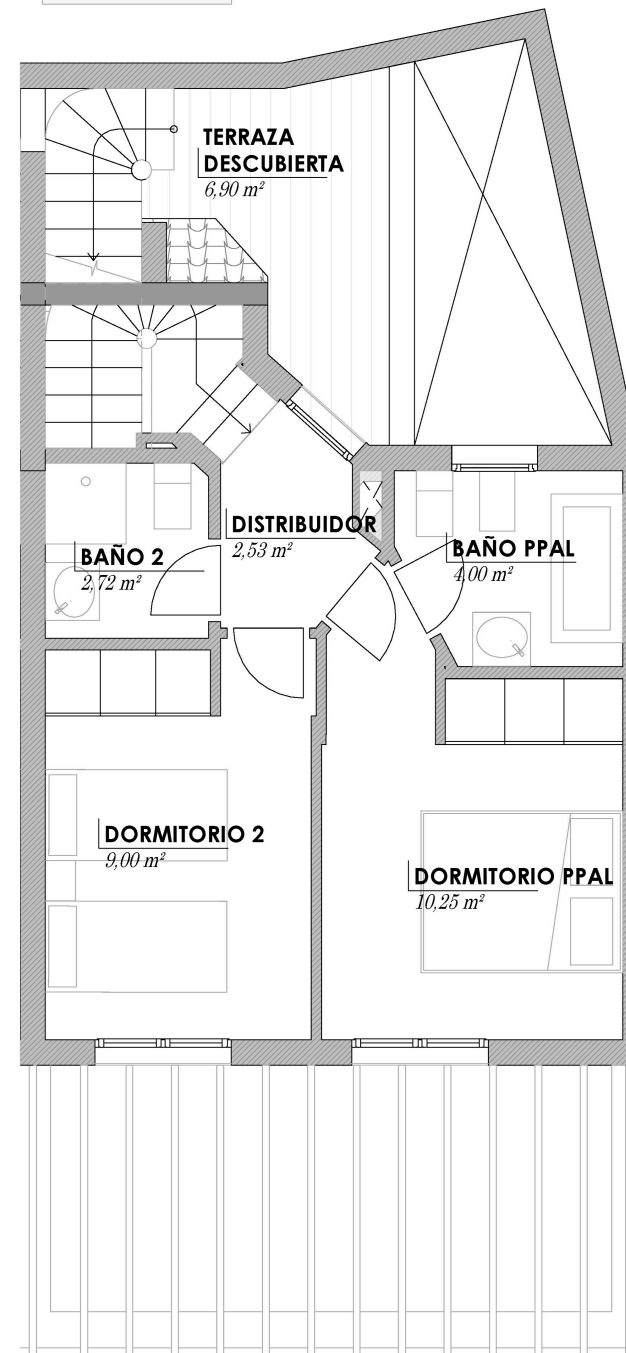 TERRAZA
DESCUBIERTA
6,90 m²
DISTRIBUIDOR
2,53 m²
BAÑO 2
2,72 m²
BAÑO PPAL
4,00 m²
DORMITORIO 2
9,00 m²
DORMITORIO PPAL
10,25 m²